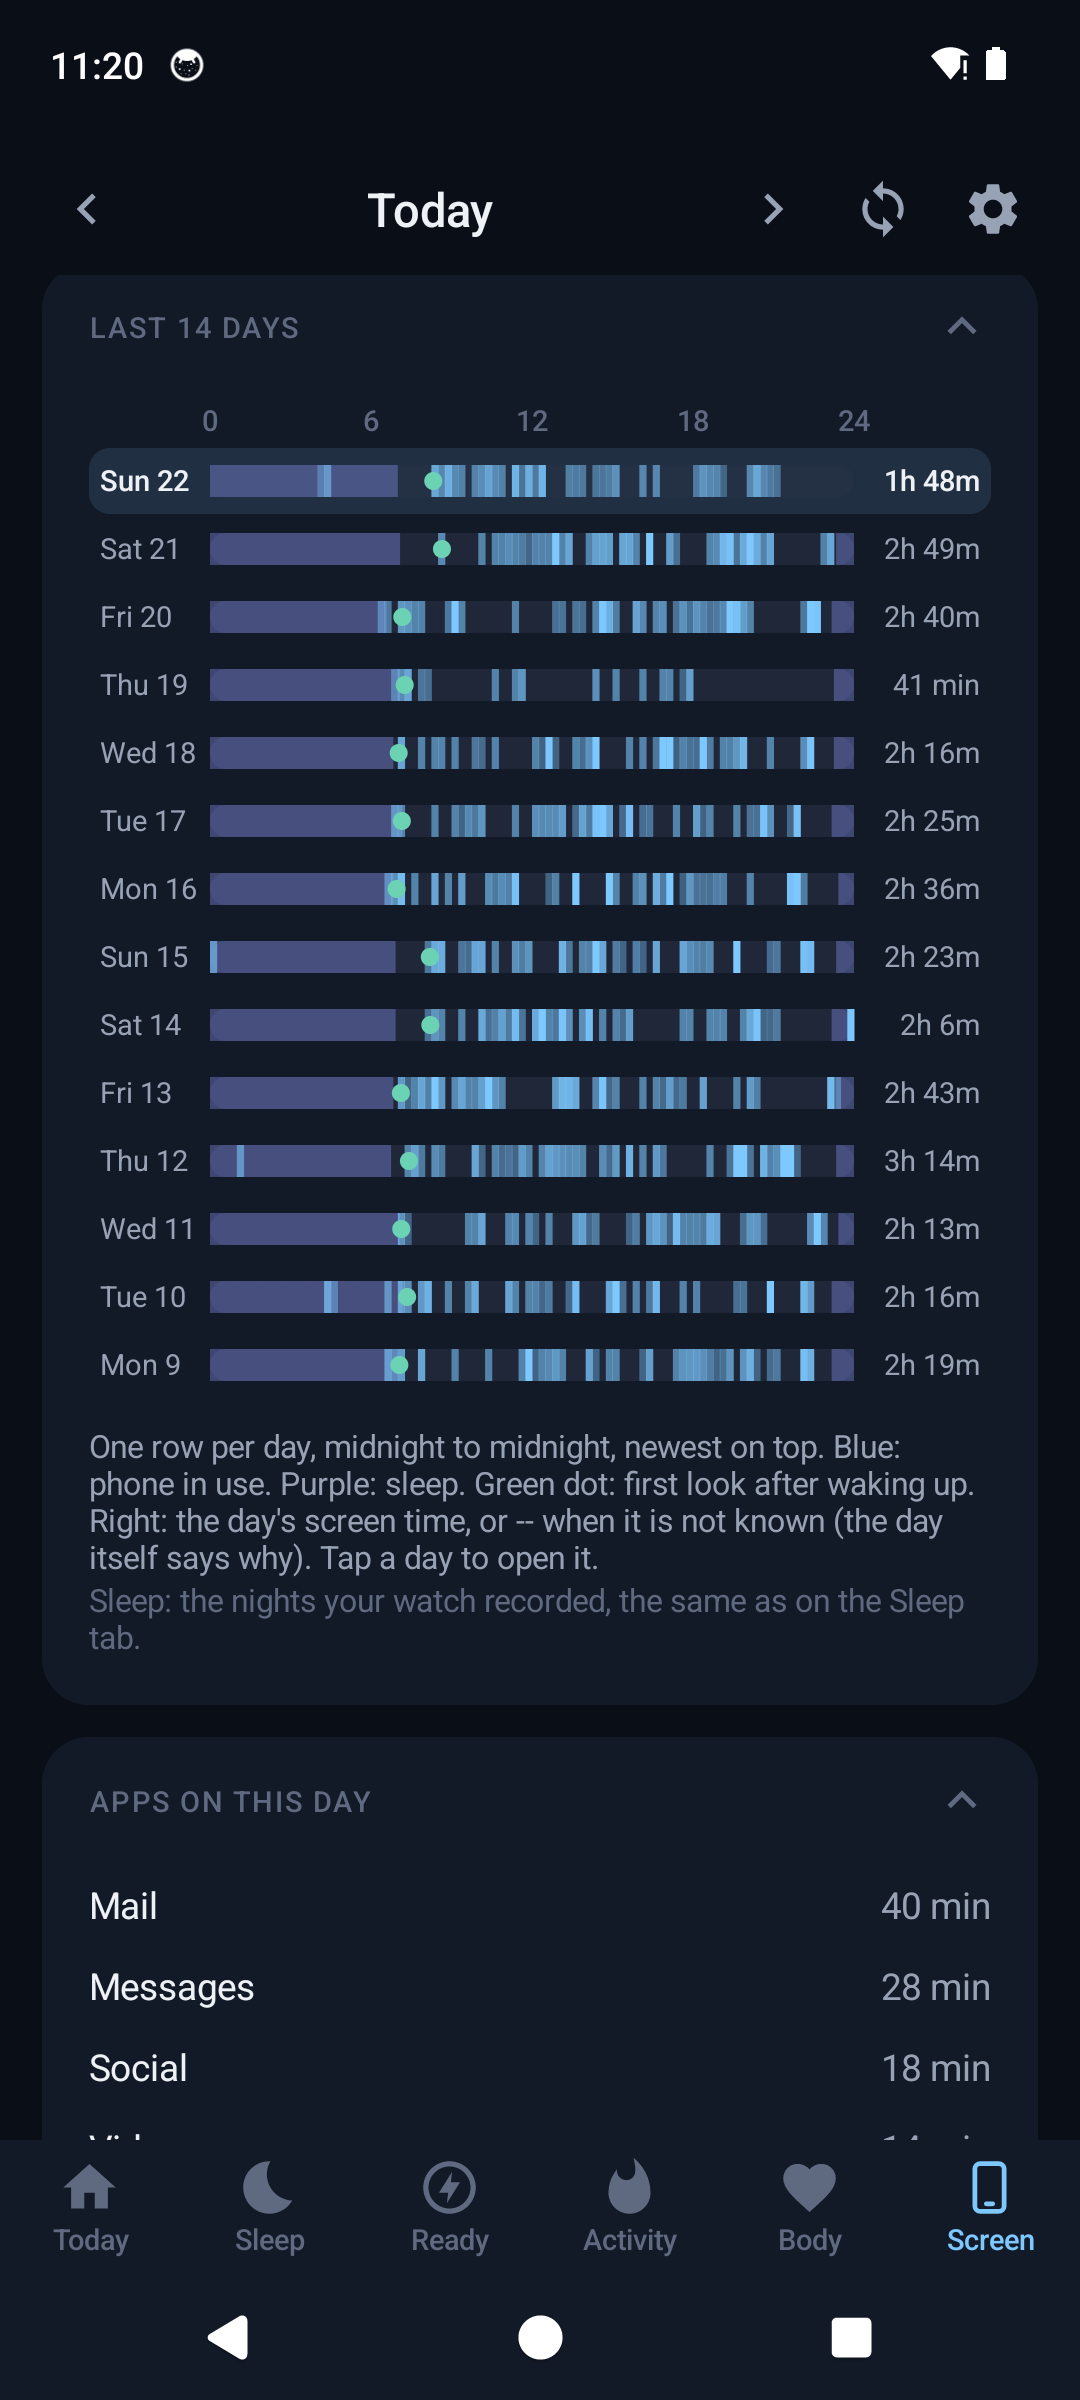 11:20
Today
LAST 14 DAYS
0 6 12 18 24
Sun 22 1h 48m
Sat 21 2h 49m
Fri 20 2h 40m
Thu 19 41 min
Wed 18 2h 16m
Tue 17 2h 25m
Mon 16 2h 36m
Sun 15 2h 23m
Sat 14 2h 6m
Fri 13 2h 43m
Thu 12 3h 14m
Wed 11 2h 13m
Tue 10 2h 16m
Mon 9 2h 19m
One row per day, midnight to midnight, newest on top. Blue:
phone in use. Purple: sleep. Green dot: first look after waking up.
Right: the day's screen time, or -- when it is not known (the day
itself says why). Tap a day to open it.
Sleep: the nights your watch recorded, the same as on the Sleep
tab.
APPS ON THIS DAY
Mail 40 min
Messages 28 min
Social 18 min
Today Sleep Ready Activity Body Screen